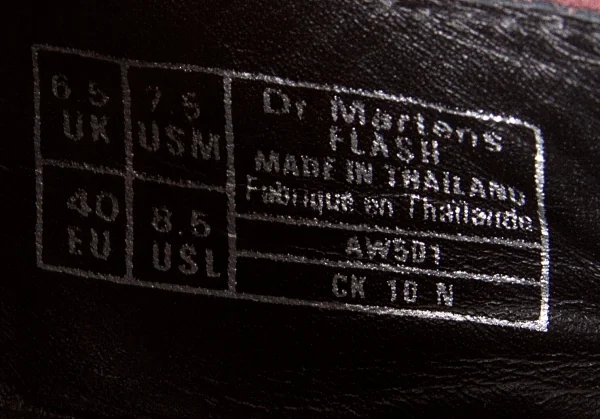 6.5 UK
7.5 USM
40 EU
8.5 USL
Dr Martens
FLASH
MADE IN THAILAND
Fabriqué en Thaïlande
AW501
CK 10 N